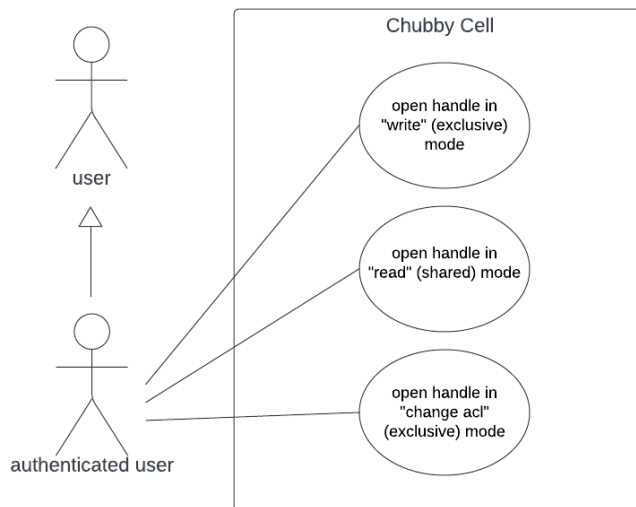 Chubby Cell
user
open handle in
"write" (exclusive)
mode
open handle in
"read" (shared) mode
open handle in
"change acl"
(exclusive) mode
authenticated user